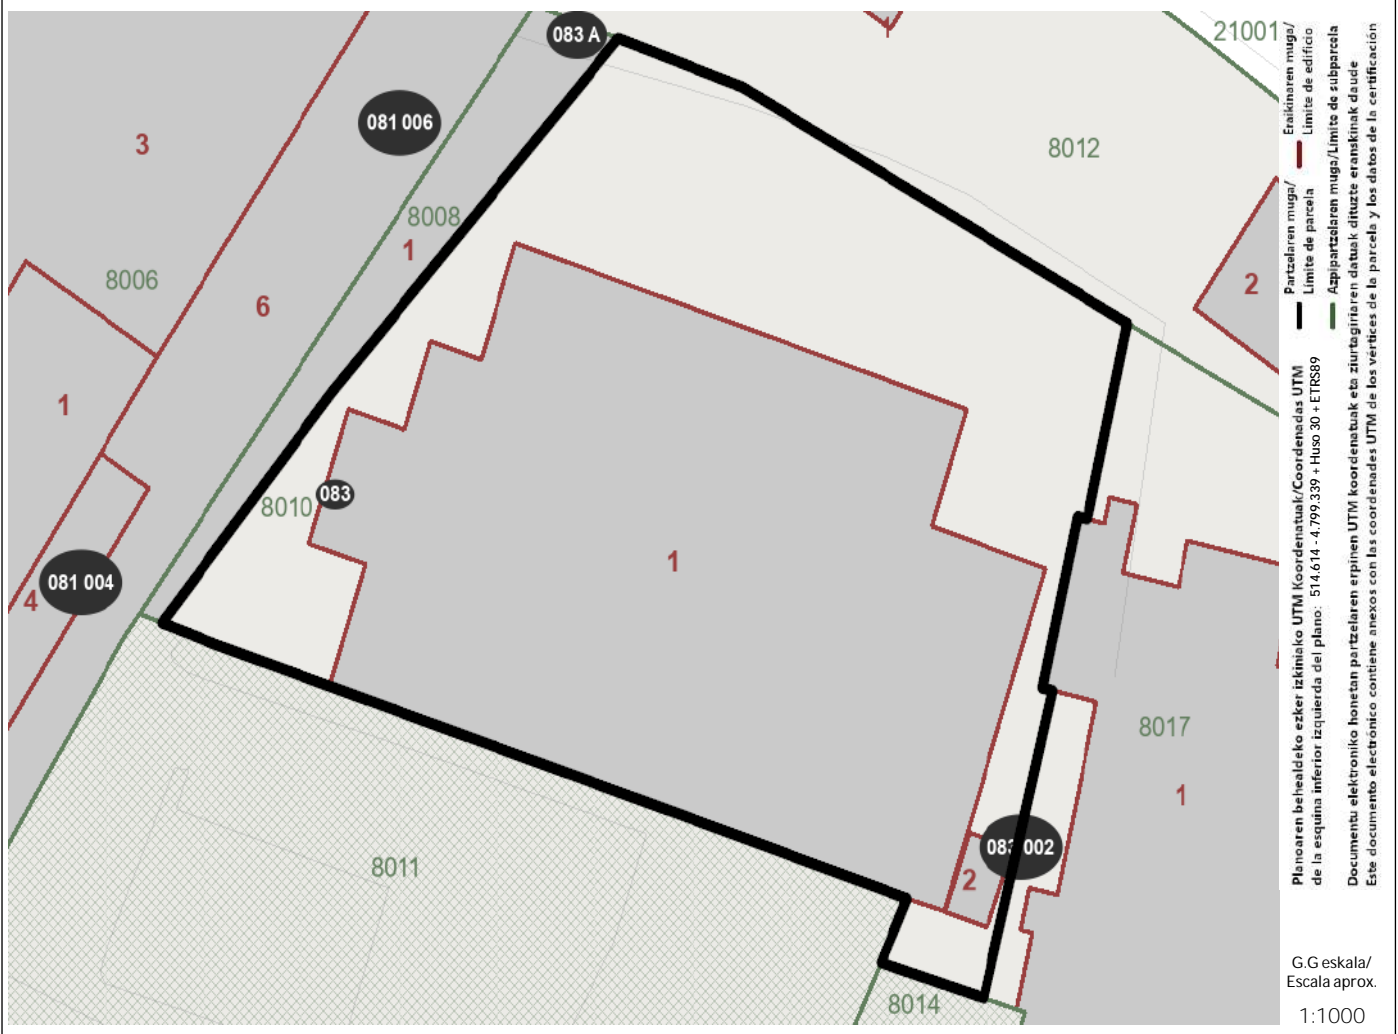 083 A
21001
081 006
3
8012
8008
1
8006
6
2
1
8010
083
1
081 004
4
8017
1
083 002
2
8011
8014
Partzelaren muga/
Límite de parcela
Eraikinaren muga/
Límite de edificio
Azpipartzelaren muga/Límite de subparcela
Planoaren behealdeko ezker izkiniako UTM Koordenatuak/Coordenadas UTM
de la esquina inferior izquierda del plano: 514.614 - 4.799.339 + Huso 30 + ETRS89
Documentu elektroniko honetan partzelaren erpinen UTM koordenatuak eta ziurtagiriaren datuak dituzte eranskinak daude
Este documento electrónico contiene anexos con las coordenades UTM de los vértices de la parcela y los datos de la certificación
G.G eskala/
Escala aprox.
1:1000